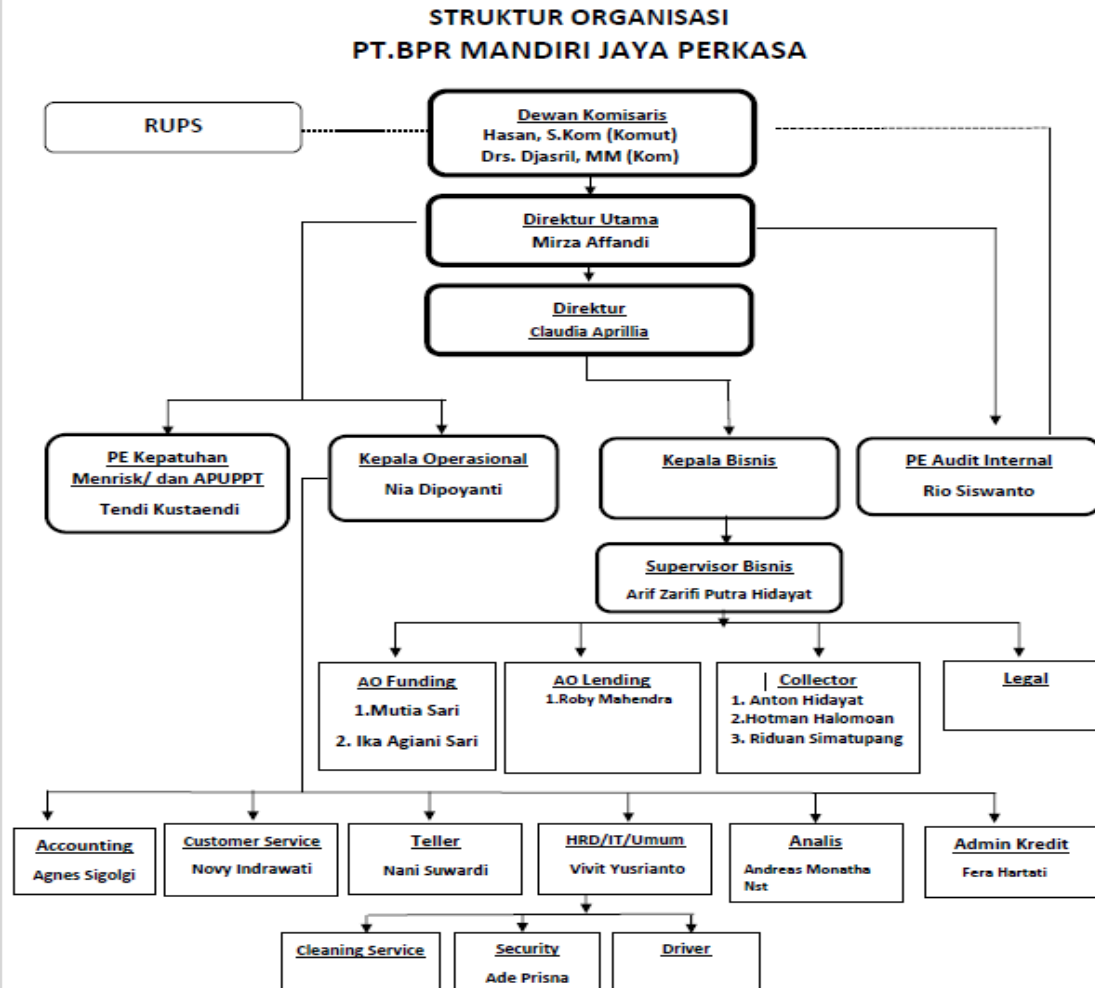 STRUKTUR ORGANISASI
PT.BPR MANDIRI JAYA PERKASA
RUPS
Dewan Komisaris
Hasan, S.Kom (Komut)
Drs. Djasril, MM (Kom)
Direktur Utama
Mirza Affandi
Direktur
Claudia Aprillia
PE Kepatuhan
Menrisk/ dan APUPPT
Tendi Kustaendi
Kepala Operasional
Nia Dipoyanti
Kepala Bisnis
PE Audit Internal
Rio Siswanto
Supervisor Bisnis
Arif Zarifi Putra Hidayat
AO Funding
1.Mutia Sari
2. Ika Agiani Sari
AO Lending
1.Roby Mahendra
Collector
1. Anton Hidayat
2.Hotman Halomoan
3. Riduan Simatupang
Legal
Accounting
Agnes Sigolgi
Customer Service
Novy Indrawati
Teller
Nani Suwardi
HRD/IT/Umum
Vivit Yusrianto
Analis
Andreas Monatha
Nst
Admin Kredit
Fera Hartati
Cleaning Service
Security
Ade Prisna
Driver